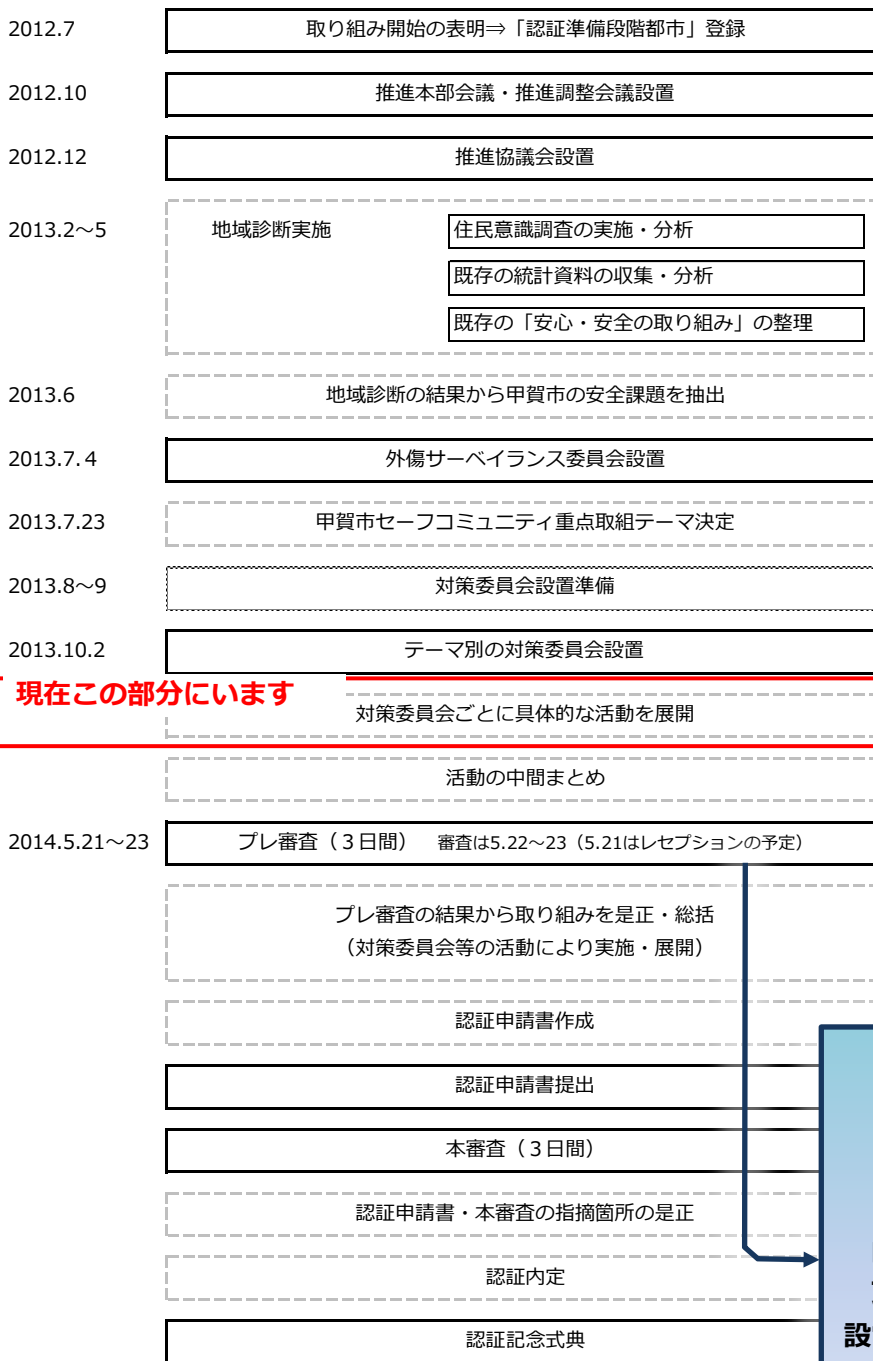 2012.7 取り組み開始の表明⇒「認証準備段階都市」登録
2012.10 推進本部会議・推進調整会議設置
2012.12 推進協議会設置
2013.2～5 地域診断実施 住民意識調査の実施・分析
既存の統計資料の収集・分析
既存の「安心・安全の取り組み」の整理
2013.6 地域診断の結果から甲賀市の安全課題を抽出
2013.7.4 外傷サーベイランス委員会設置
2013.7.23 甲賀市セーフコミュニティ重点取組テーマ決定
2013.8～9 対策委員会設置準備
2013.10.2 テーマ別の対策委員会設置
現在この部分にいます
対策委員会ごとに具体的な活動を展開
活動の中間まとめ
2014.5.21～23 プレ審査（３日間） 審査は5.22～23（5.21はレセプションの予定）
プレ審査の結果から取り組みを是正・総括
（対策委員会等の活動により実施・展開）
認証申請書作成
認証申請書提出
本審査（３日間）
認証申請書・本審査の指摘箇所の是正
認証内定
設
認証記念式典